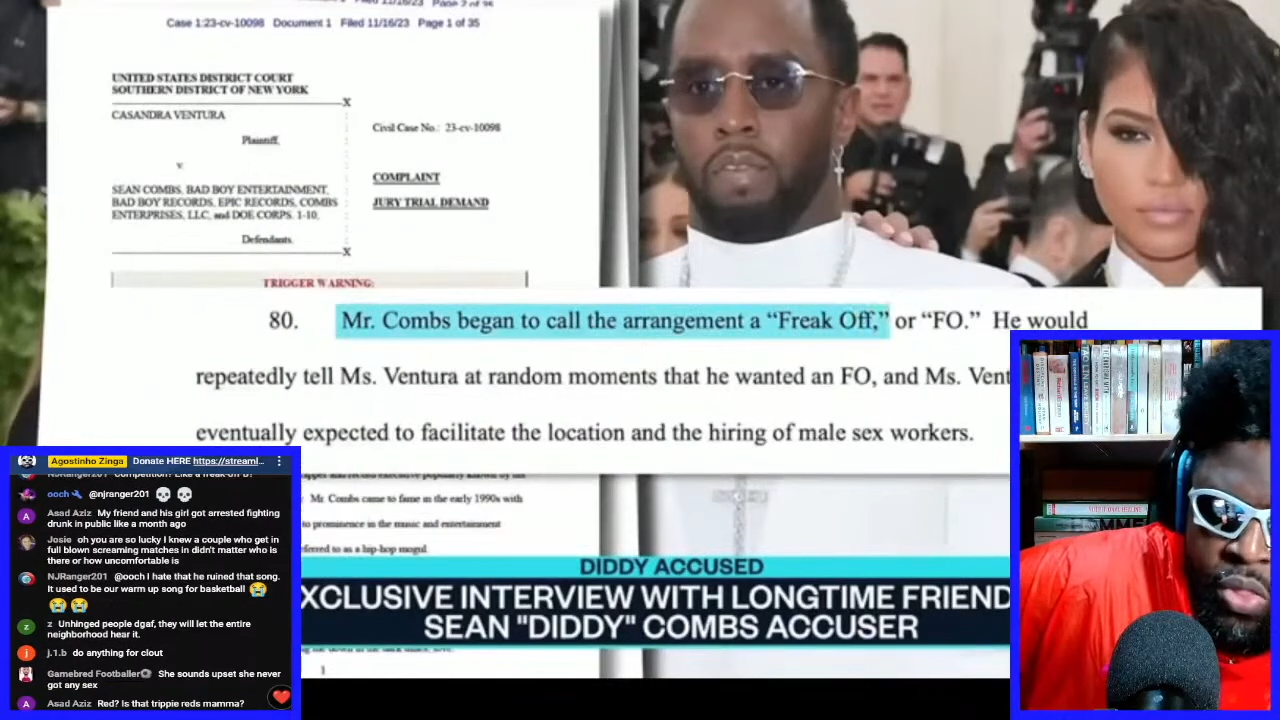 Case 1:23-cv-10098 Document 1 Filed 11/16/23 Page 1 of 35
UNITED STATES DISTRICT COURT
SOUTHERN DISTRICT OF NEW YORK
X
CASANDRA VENTURA
Plaintiff,
v.
SEAN COMBS, BAD BOY ENTERTAINMENT,
BAD BOY RECORDS, EPIC RECORDS, COMBS
ENTERPRISES, LLC, and DOE CORPS. 1-10,
Defendants.
X
Civil Case No.: 23-cv-10098
COMPLAINT
JURY TRIAL DEMAND
TRIGGER WARNING:
80. Mr. Combs began to call the arrangement a “Freak Off,” or “FO.” He would
repeatedly tell Ms. Ventura at random moments that he wanted an FO, and Ms. Vent
eventually expected to facilitate the location and the hiring of male sex workers.
Mr. Combs came to fame in the early 1990s with
to prominence in the music and entertainment
ferred to as a hip-hop mogul.
1
DIDDY ACCUSED
XCLUSIVE INTERVIEW WITH LONGTIME FRIEND
SEAN "DIDDY" COMBS ACCUSER
Agostinho Zinga Donate HERE https://streaml...
ooch @njranger201 💀 💀
Asad Aziz My friend and his girl got arrested fighting
drunk in public like a month ago
Josie oh you are so lucky I knew a couple who get in
full blown screaming matches in didn't matter who is
there or how uncomfortable is
NJRanger201 @ooch I hate that he ruined that song.
It used to be our warm up song for basketball 😭
😭 😭
z Unhinged people dgaf, they will let the entire
neighborhood hear it.
j.1.b do anything for clout
Gamebred Footballer She sounds upset she never
got any sex
Asad Aziz Red? Is that trippie reds mamma?